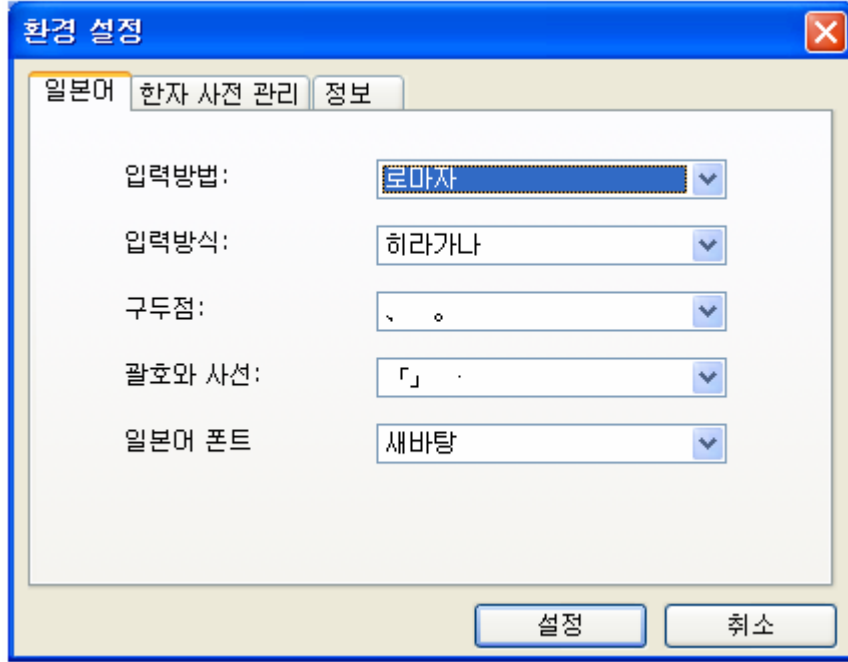 환경 설정
일본어 한자 사전 관리 정보
입력방법: 로마자
입력방식: 히라가나
구두점: 、 。
괄호와 사선: 「」 ·
일본어 폰트 새바탕
설정 취소